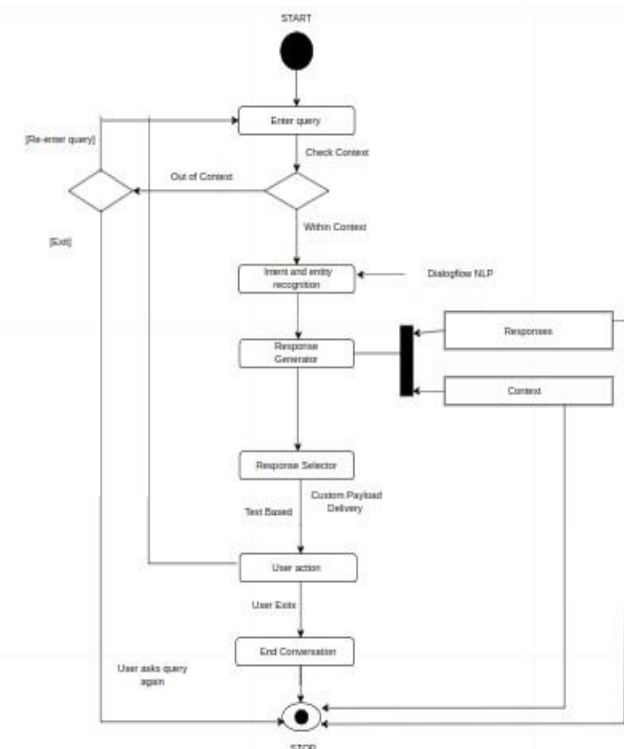 START
Enter query
[Re-enter query]
Check Context
Out of Context
Within Context
[Exit]
Intent and entity
recognition
Dialogflow NLP
Responses
Response
Generator
Context
Response Selector
Custom Payload
Delivery
Text Based
User action
User Exits
End Conversation
User asks query
again
STOP